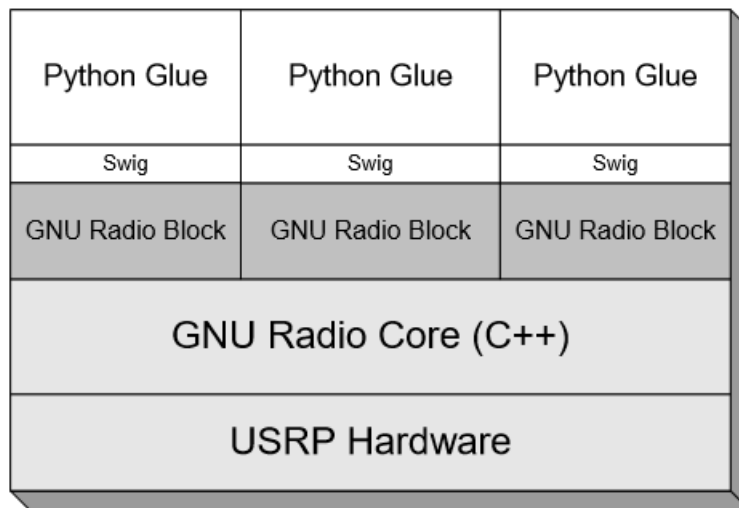 Python Glue
Python Glue
Python Glue
Swig
Swig
Swig
GNU Radio Block
GNU Radio Block
GNU Radio Block
GNU Radio Core (C++)
USRP Hardware